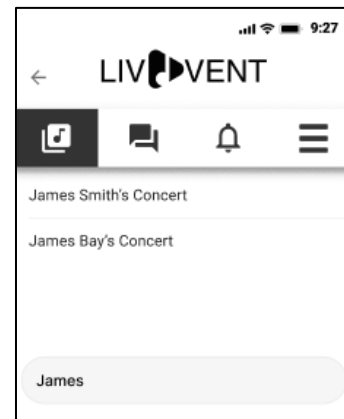 9:27
LIVEVENT
James Smith's Concert
James Bay's Concert
James